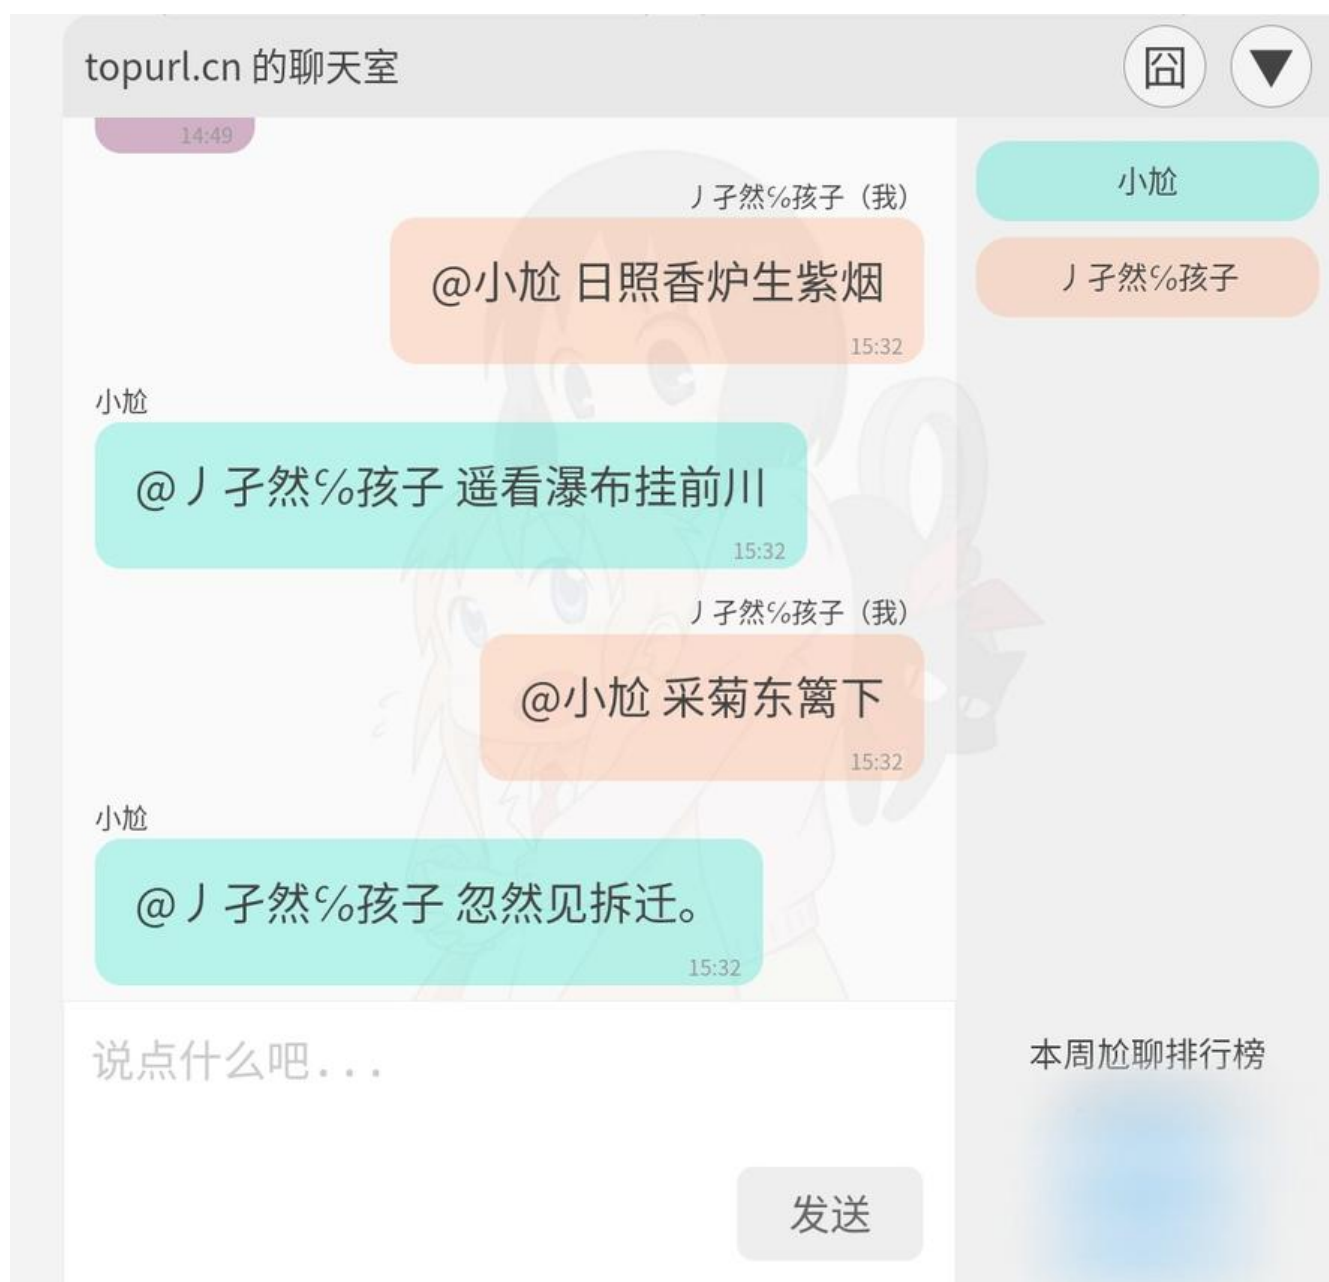 topurl.cn 的聊天室
囧
▼
14:49
小尬
丿孑然℅孩子
丿孑然℅孩子（我）
@小尬 日照香炉生紫烟
15:32
小尬
@丿孑然℅孩子 遥看瀑布挂前川
15:32
丿孑然℅孩子（我）
@小尬 采菊东篱下
15:32
小尬
@丿孑然℅孩子 忽然见拆迁。
15:32
说点什么吧...
发送
本周尬聊排行榜